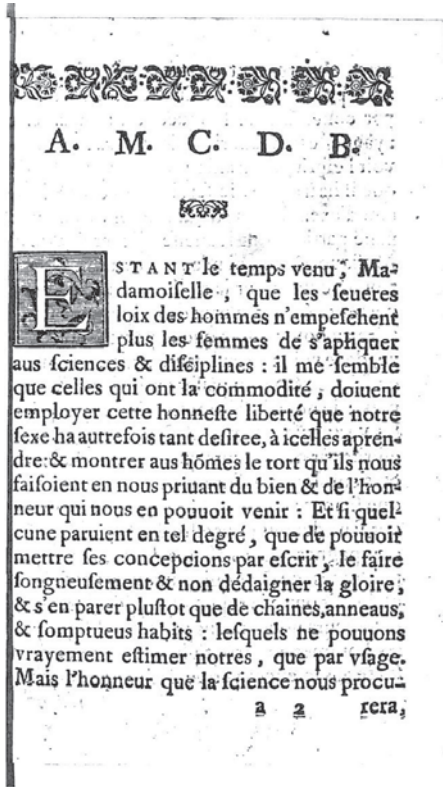 A. M. C. D. B.
ESTANT le temps venu, Ma-
damoiſelle, que les ſeueres
loix des hommes n'empeſchent
plus les femmes de s'apliquer
aus ſciences & diſciplines : il me ſemble
que celles qui ont la commodité, doiuent
employer cette honneſte liberté que notre
ſexe ha autrefois tant deſiree, à icelles apren-
dre: & montrer aus hõmes le tort qu'ils nous
faiſoient en nous priuant du bien & de l'hon-
neur qui nous en pouuoit venir : Et ſi quel-
cune paruient en tel degré, que de pouuoir
mettre ſes concepcions par eſcrit, le faire
ſongneuſement & non dédaigner la gloire,
& s'en parer pluſtot que de chaines, anneaus,
& ſomptueus habits : leſquels ne pouuons
vrayement eſtimer notres, que par vſage.
Mais l'honneur que la ſcience nous procu-
a 2 rera,